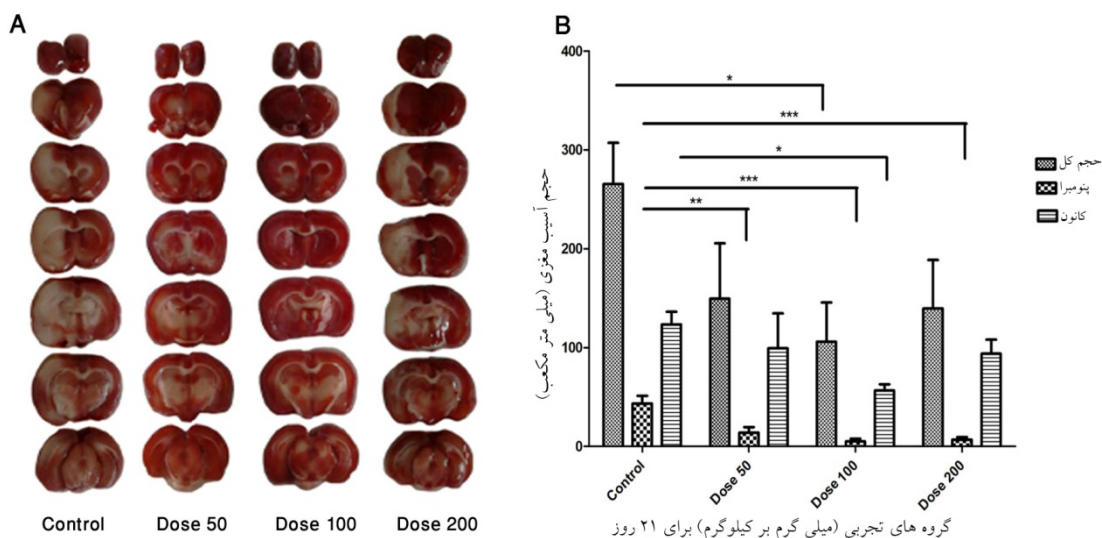 A
Control
Dose 50
Dose 100
Dose 200
B
400
300
200
100
0
*
***
*
***
**
حجم آسیب مغزی (میلی متر مکعب)
Control
Dose 50
Dose 100
Dose 200
گروه های تجربی (میلی گرم بر کیلوگرم) برای ۲۱ روز
حجم کل
پنومبرا
کانون